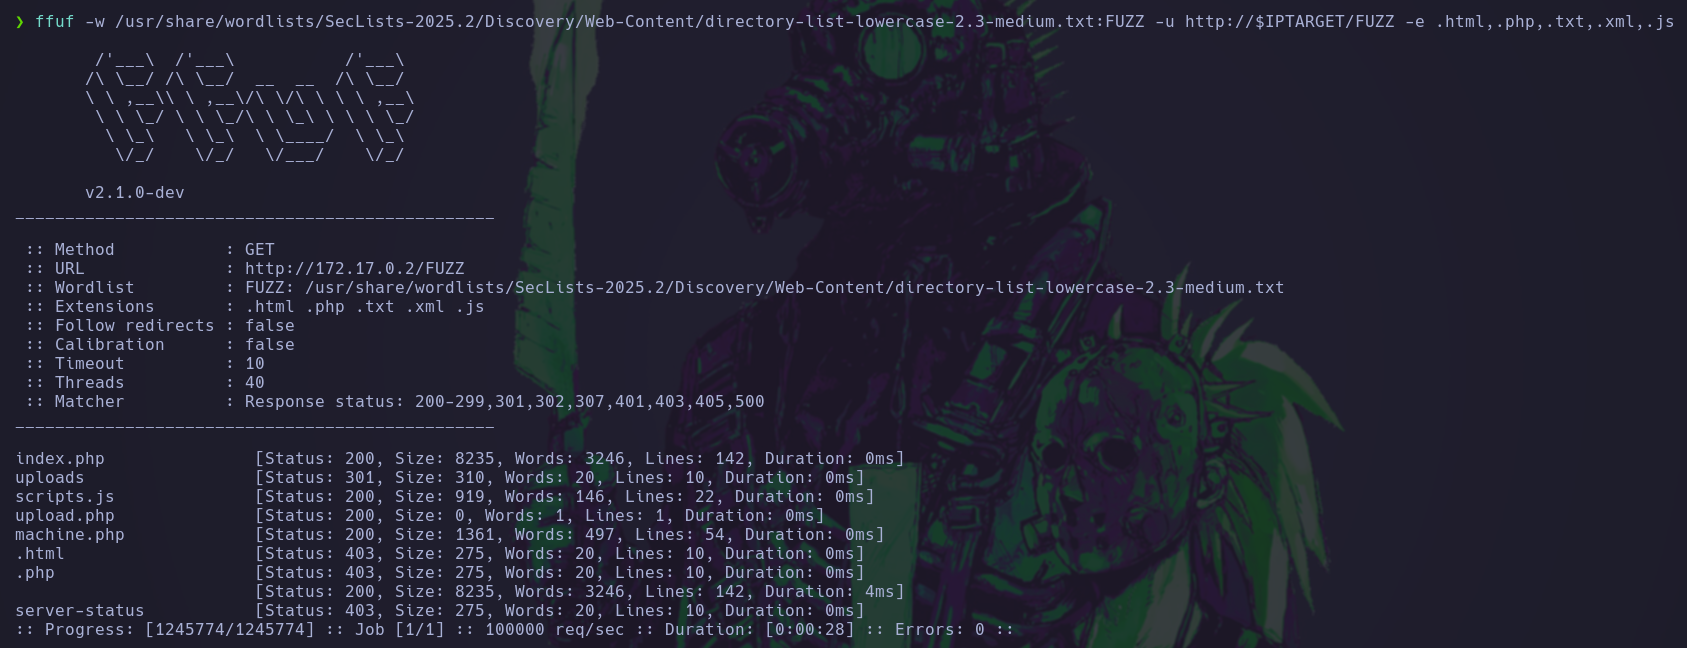 ❯ ffuf -w /usr/share/wordlists/SecLists-2025.2/Discovery/Web-Content/directory-list-lowercase-2.3-medium.txt:FUZZ -u http://$IPTARGET/FUZZ -e .html,.php,.txt,.xml,.js
        /'___\  /'___\           /'___\
       /\ \__/ /\ \__/  __  __  /\ \__/
       \ \ ,__\\ \ ,__\/\ \/\ \ \ \ ,__\
        \ \ \_/ \ \ \_/\ \ \_\ \ \ \ \_/
         \ \_\   \ \_\  \ \____/  \ \_\
          \/_/    \/_/   \/___/    \/_/
       v2.1.0-dev
________________________________________________
 :: Method           : GET
 :: URL              : http://172.17.0.2/FUZZ
 :: Wordlist         : FUZZ: /usr/share/wordlists/SecLists-2025.2/Discovery/Web-Content/directory-list-lowercase-2.3-medium.txt
 :: Extensions       : .html .php .txt .xml .js
 :: Follow redirects : false
 :: Calibration      : false
 :: Timeout          : 10
 :: Threads          : 40
 :: Matcher          : Response status: 200-299,301,302,307,401,403,405,500
________________________________________________
index.php               [Status: 200, Size: 8235, Words: 3246, Lines: 142, Duration: 0ms]
uploads                 [Status: 301, Size: 310, Words: 20, Lines: 10, Duration: 0ms]
scripts.js              [Status: 200, Size: 919, Words: 146, Lines: 22, Duration: 0ms]
upload.php              [Status: 200, Size: 0, Words: 1, Lines: 1, Duration: 0ms]
machine.php             [Status: 200, Size: 1361, Words: 497, Lines: 54, Duration: 0ms]
.html                   [Status: 403, Size: 275, Words: 20, Lines: 10, Duration: 0ms]
.php                    [Status: 403, Size: 275, Words: 20, Lines: 10, Duration: 0ms]
                        [Status: 200, Size: 8235, Words: 3246, Lines: 142, Duration: 4ms]
server-status           [Status: 403, Size: 275, Words: 20, Lines: 10, Duration: 0ms]
:: Progress: [1245774/1245774] :: Job [1/1] :: 100000 req/sec :: Duration: [0:00:28] :: Errors: 0 ::